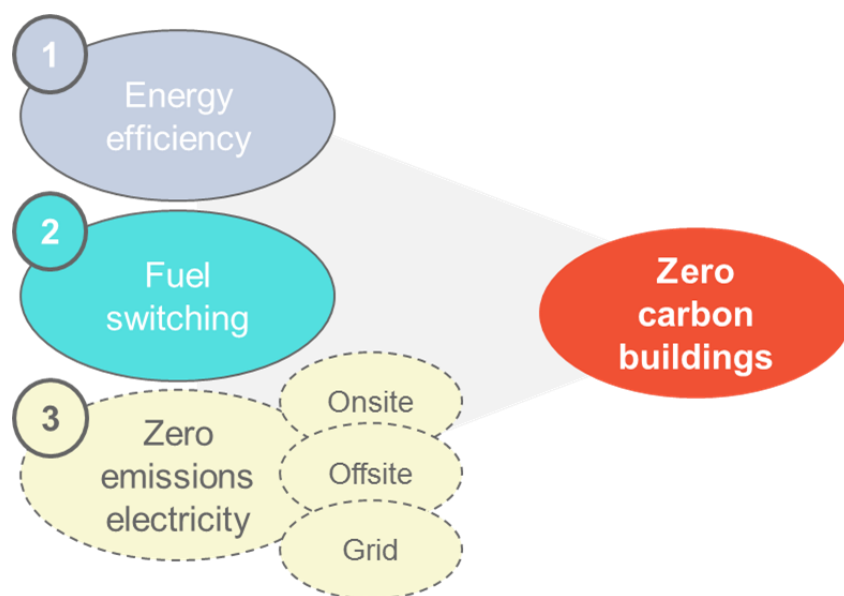 1
Energy
efficiency
2
Fuel
switching
3
Zero
emissions
electricity
Onsite
Offsite
Grid
Zero
carbon
buildings